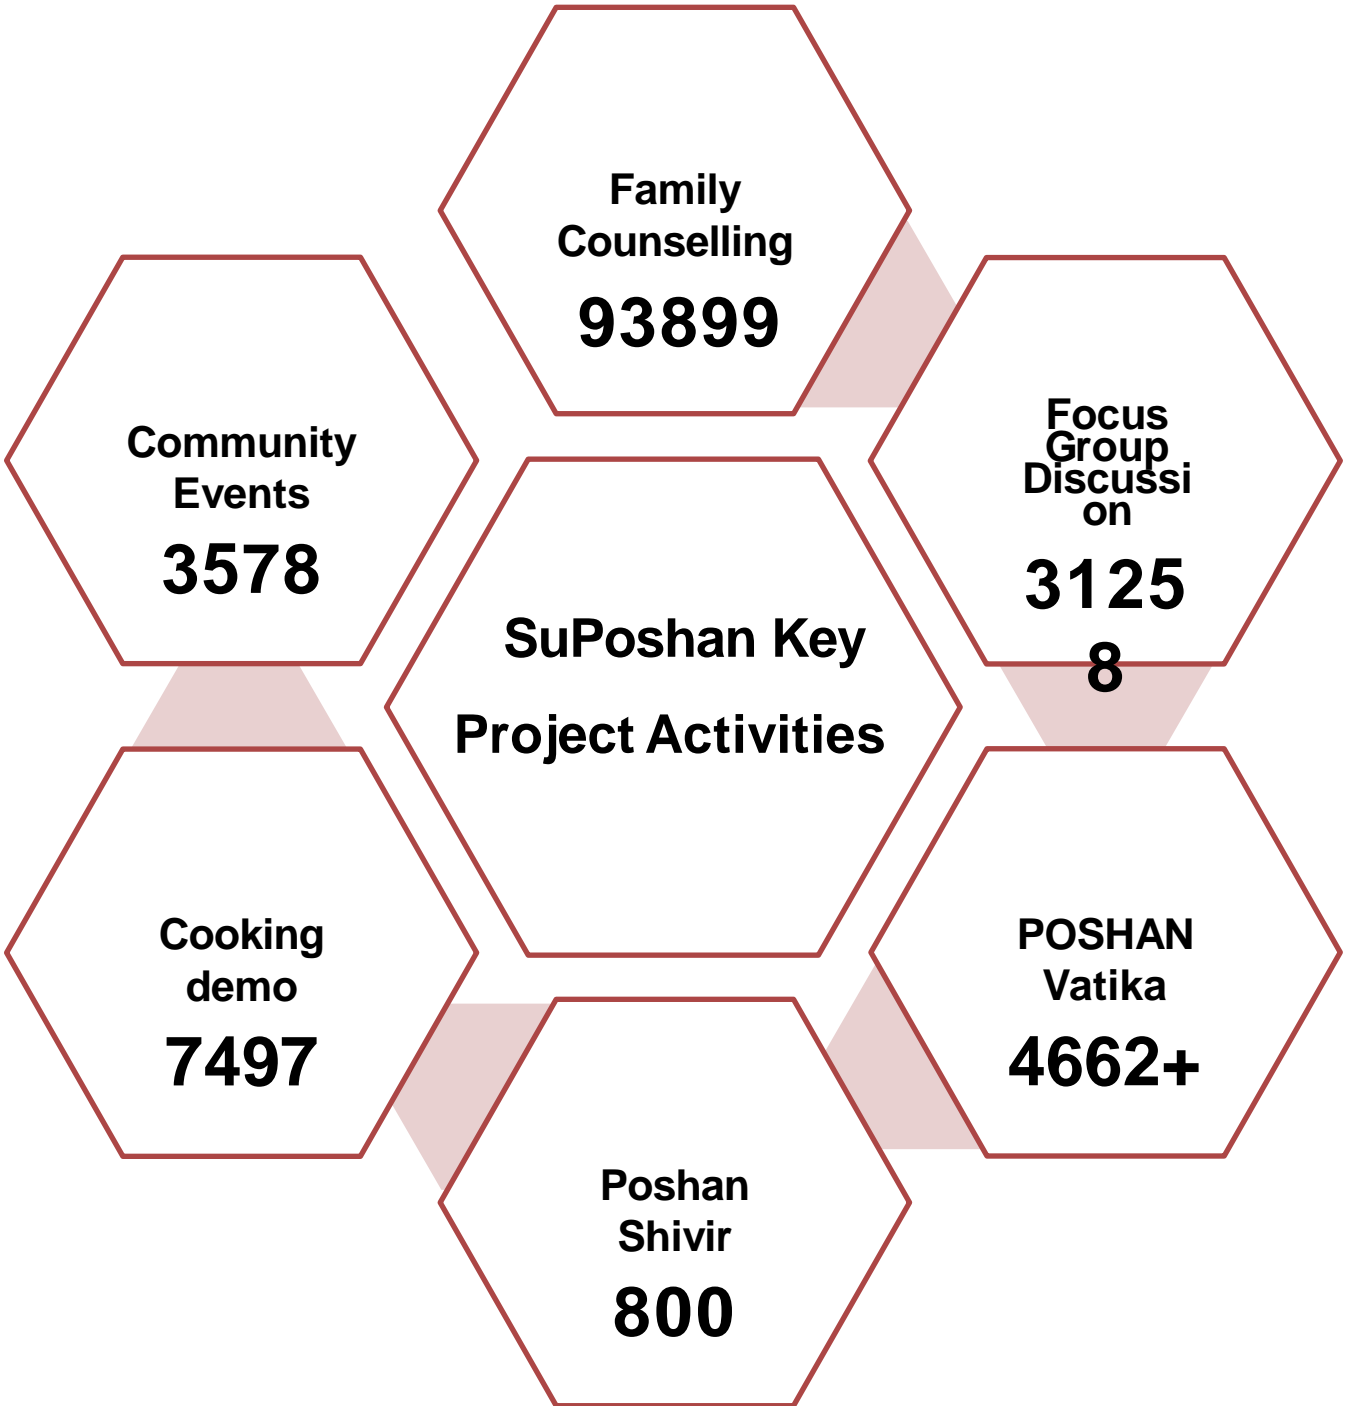 Family
Counselling
93899
Focus
Group
Discussi
on
3125
8
POSHAN
Vatika
4662+
Poshan
Shivir
800
Cooking
demo
7497
Community
Events
3578
SuPoshan Key
Project Activities